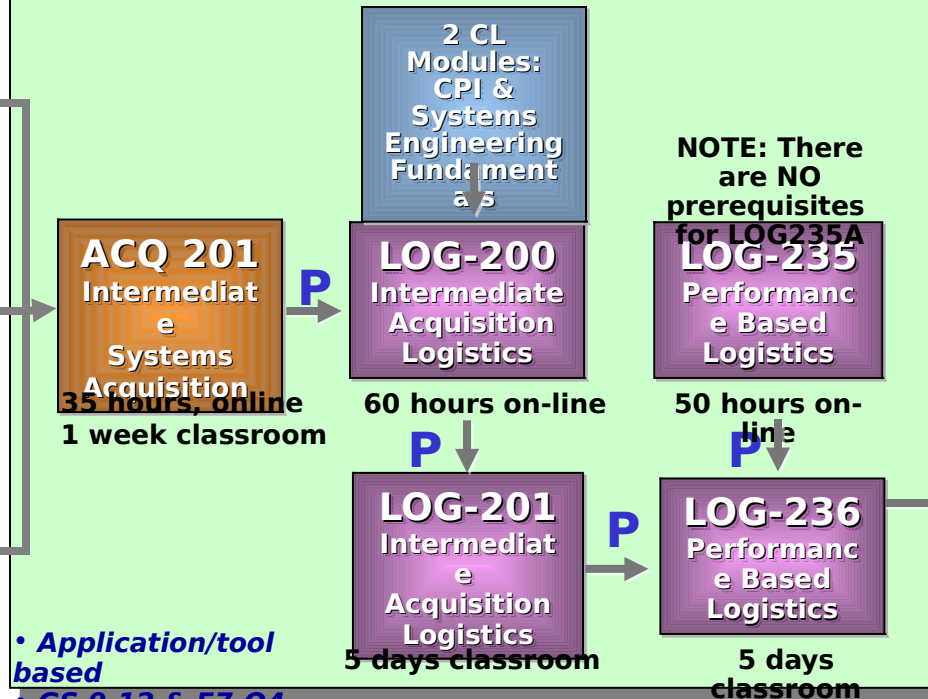 2 CL
Modules:
CPI &
Systems
Engineering
Fundament
als
NOTE: There
are NO
prerequisites
for LOG235A
ACQ 201
Intermediat
e
Systems
Acquisition
35 hours, online
1 week classroom
P
LOG-200
Intermediate
Acquisition
Logistics
60 hours on-line
LOG-235
Performanc
e Based
Logistics
50 hours on-
line
P
P
LOG-201
Intermediat
e
Acquisition
Logistics
5 days classroom
P
LOG-236
Performanc
e Based
Logistics
5 days
classroom
• Application/tool
based